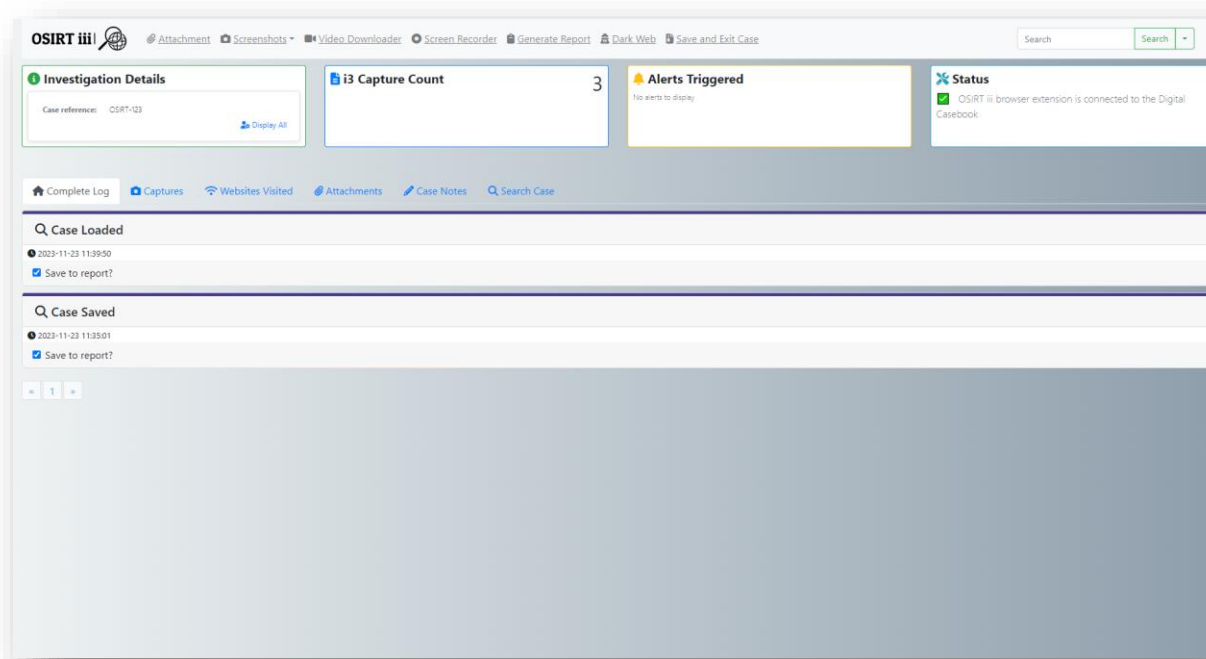 OSIRT iii Attachment Screenshots Video Downloader Screen Recorder Generate Report Dark Web Save and Exit Case Search Search
Investigation Details
Case reference: OSIRT-123
Display All
i3 Capture Count 3
Alerts Triggered
No alerts to display
Status
OSIRT iii browser extension is connected to the Digital
Casebook
Complete Log Captures Websites Visited Attachments Case Notes Search Case
Case Loaded
2023-11-23 11:39:50
Save to report?
Case Saved
2023-11-23 11:35:01
Save to report?
« 1 »